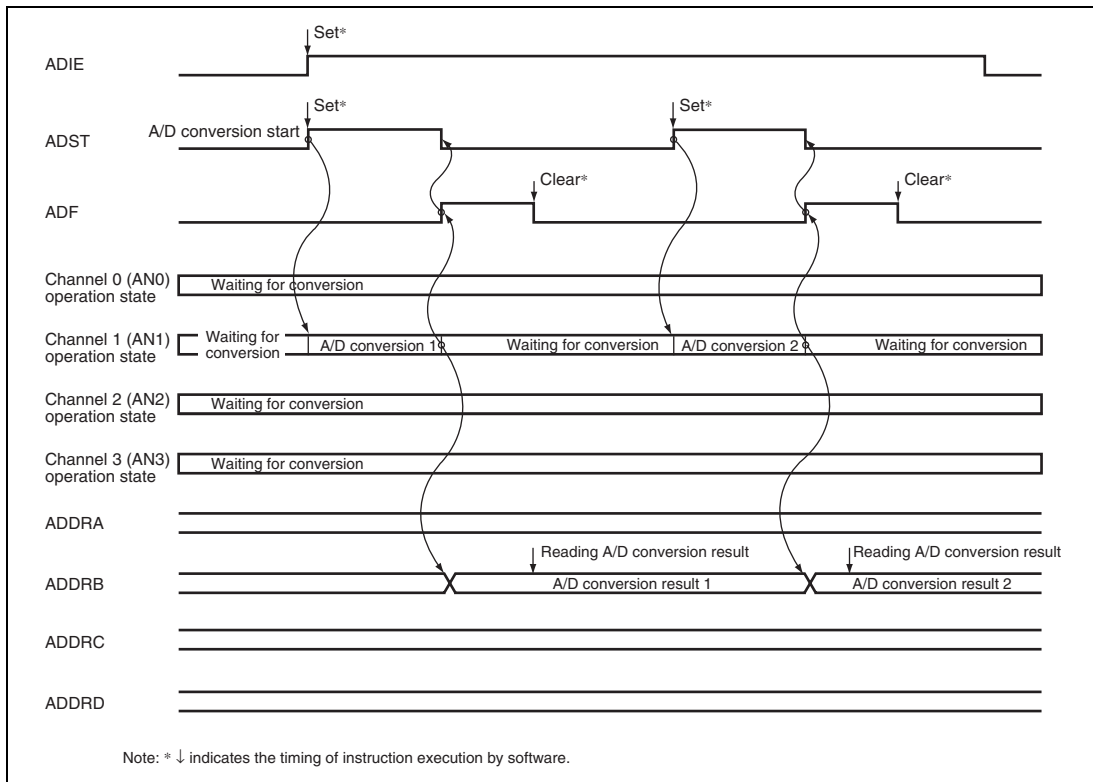 Set*
ADIE
Set*
A/D conversion start
ADST
Clear*
Clear*
Set*
ADF
Channel 0 (AN0)
operation state
Waiting for conversion
Channel 1 (AN1)
operation state
Waiting for
conversion
A/D conversion 1
Waiting for conversion
A/D conversion 2
Waiting for conversion
Channel 2 (AN2)
operation state
Waiting for conversion
Channel 3 (AN3)
operation state
Waiting for conversion
ADDRA
Reading A/D conversion result
Reading A/D conversion result
ADDRB
A/D conversion result 1
A/D conversion result 2
ADDRC
ADDRD
Note: * ↓ indicates the timing of instruction execution by software.